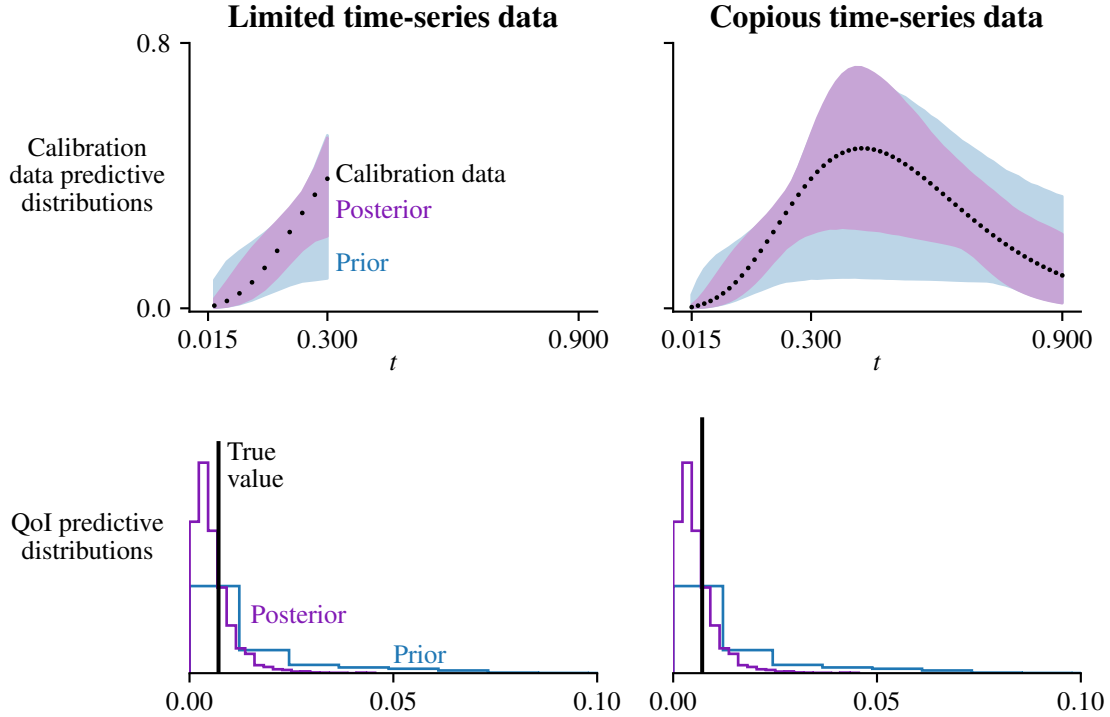 Limited time-series data
Copious time-series data
0.8
Calibration
data predictive
distributions
Calibration data
Posterior
Prior
0.0
0.015
0.300
0.900
t
0.015
0.300
0.900
t
True
value
QoI predictive
distributions
Posterior
Prior
0.00
0.05
0.10
0.00
0.05
0.10